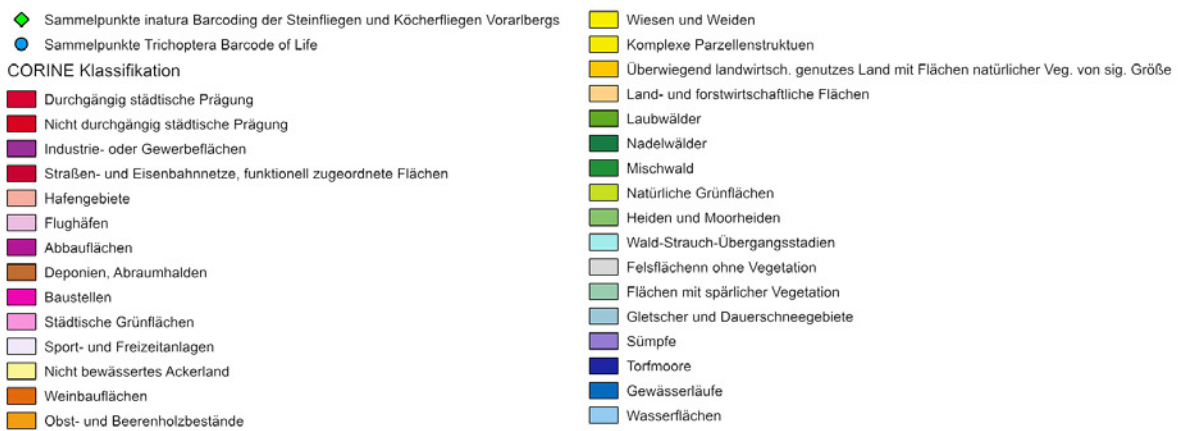 Sammelpunkte inatura Barcoding der Steinfliegen und Köcherfliegen Vorarlbergs
Sammelpunkte Trichoptera Barcode of Life
CORINE Klassifikation
Durchgängig städtische Prägung
Nicht durchgängig städtische Prägung
Industrie- oder Gewerbeflächen
Straßen- und Eisenbahnnetze, funktionell zugeordnete Flächen
Hafengebiete
Flughäfen
Abbauflächen
Deponien, Abraumhalden
Baustellen
Städtische Grünflächen
Sport- und Freizeitanlagen
Nicht bewässertes Ackerland
Weinbauflächen
Obst- und Beerenholzbestände
Wiesen und Weiden
Komplexe Parzellenstruktuen
Überwiegend landwirtsch. genutzes Land mit Flächen natürlicher Veg. von sig. Größe
Land- und forstwirtschaftliche Flächen
Laubwälder
Nadelwälder
Mischwald
Natürliche Grünflächen
Heiden und Moorheiden
Wald-Strauch-Übergangsstadien
Felsflächenn ohne Vegetation
Flächen mit spärlicher Vegetation
Gletscher und Dauerschneegebiete
Sümpfe
Torfmoore
Gewässerläufe
Wasserflächen